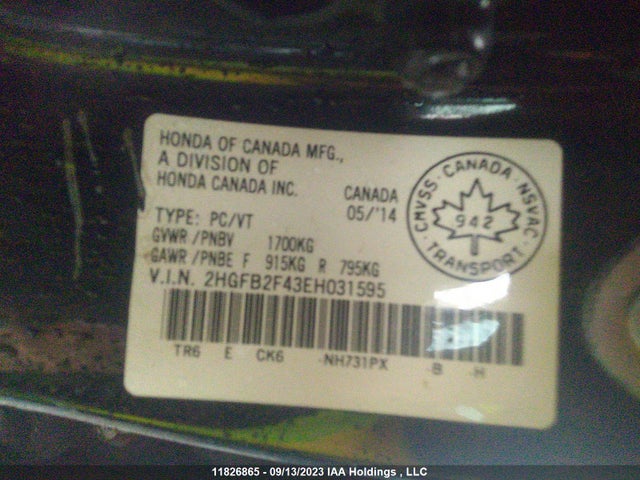 HONDA OF CANADA MFG.,
A DIVISION OF
HONDA CANADA INC.
CANADA
05/'14
TYPE: PC/VT
GVWR/PNBV 1700KG
GAWR/PNBE F 915KG R 795KG
V.I.N. 2HGFB2F43EH031595
TR6 E CK6 -NH731PX -B -H
CMVSS · CANADA · NSVAC
942
· TRANSPORT ·
11826865 - 09/13/2023 IAA Holdings , LLC